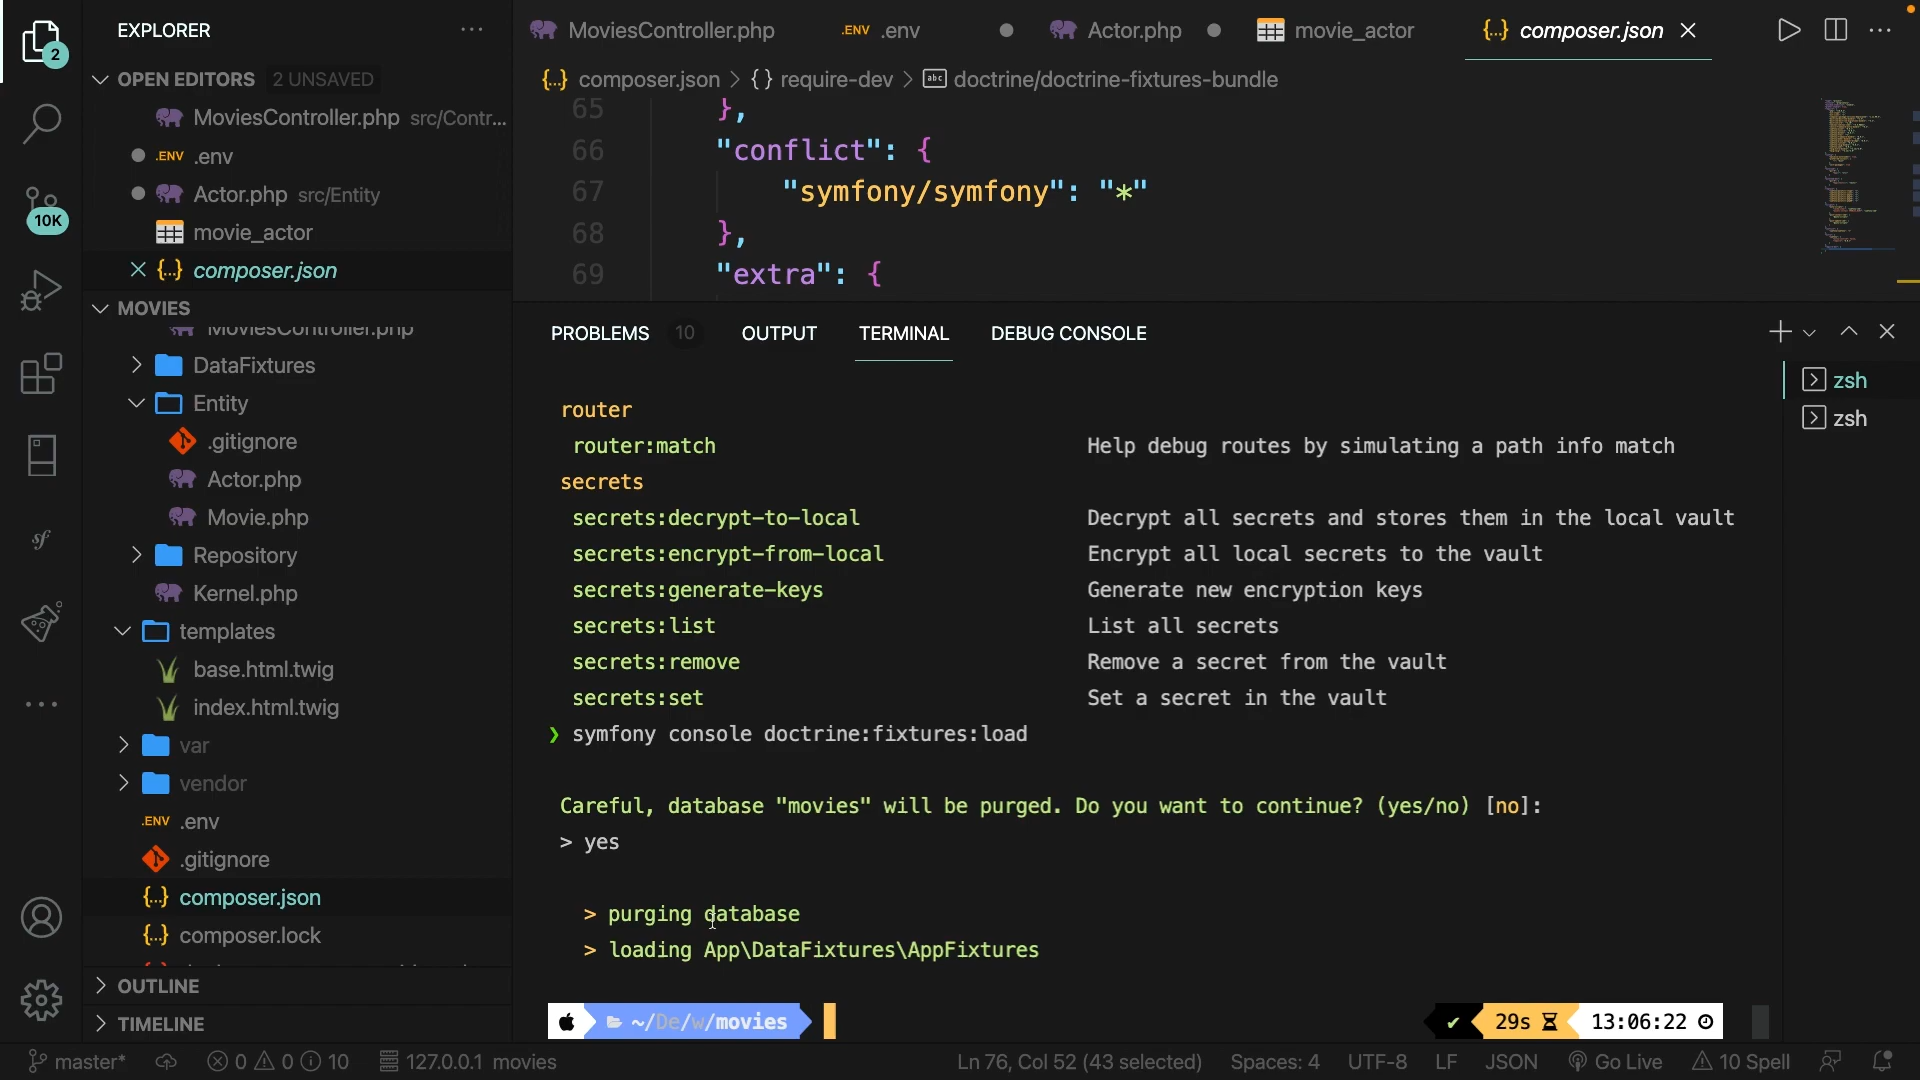 EXPLORER
OPEN EDITORS 2 UNSAVED
MoviesController.php src/Contr...
.ENV .env
Actor.php src/Entity
movie_actor
{..} composer.json
MOVIES
MoviesController.php
DataFixtures
Entity
.gitignore
Actor.php
Movie.php
Repository
Kernel.php
templates
base.html.twig
index.html.twig
var
vendor
.ENV .env
.gitignore
{..} composer.json
{..} composer.lock
OUTLINE
TIMELINE
2
10K
sf
MoviesController.php .ENV .env Actor.php movie_actor {..} composer.json
{..} composer.json > {} require-dev > abc doctrine/doctrine-fixtures-bundle
65 },
66 "conflict": {
67 "symfony/symfony": "*"
68 },
69 "extra": {
PROBLEMS 10 OUTPUT TERMINAL DEBUG CONSOLE
zsh
zsh
router
router:match Help debug routes by simulating a path info match
secrets
secrets:decrypt-to-local Decrypt all secrets and stores them in the local vault
secrets:encrypt-from-local Encrypt all local secrets to the vault
secrets:generate-keys Generate new encryption keys
secrets:list List all secrets
secrets:remove Remove a secret from the vault
secrets:set Set a secret in the vault
❯ symfony console doctrine:fixtures:load
Careful, database "movies" will be purged. Do you want to continue? (yes/no) [no]:
> yes
> purging database
> loading App\DataFixtures\AppFixtures
~/De/w/movies ✔ 29s 13:06:22
master* 0 0 10 127.0.0.1 movies Ln 76, Col 52 (43 selected) Spaces: 4 UTF-8 LF JSON Go Live 10 Spell